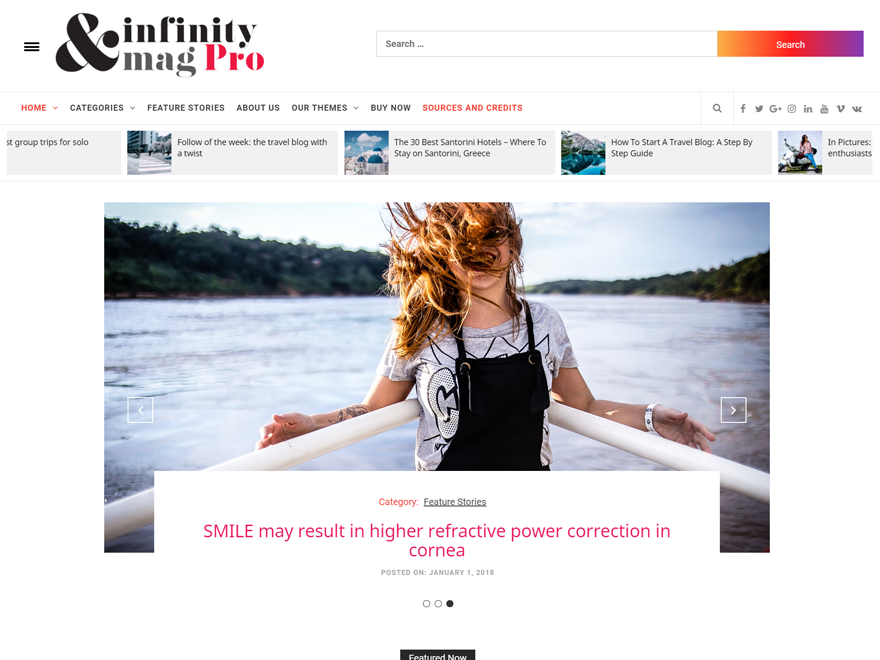 &infinity
mag Pro
Search …
Search
HOME
CATEGORIES
FEATURE STORIES
ABOUT US
OUR THEMES
BUY NOW
SOURCES AND CREDITS
st group trips for solo
Follow of the week: the travel blog with
a twist
The 30 Best Santorini Hotels – Where To
Stay on Santorini, Greece
How To Start A Travel Blog: A Step By
Step Guide
In Pictures:
enthusiasts
Category: Feature Stories
SMILE may result in higher refractive power correction in
cornea
POSTED ON: JANUARY 1, 2018
Featured Now